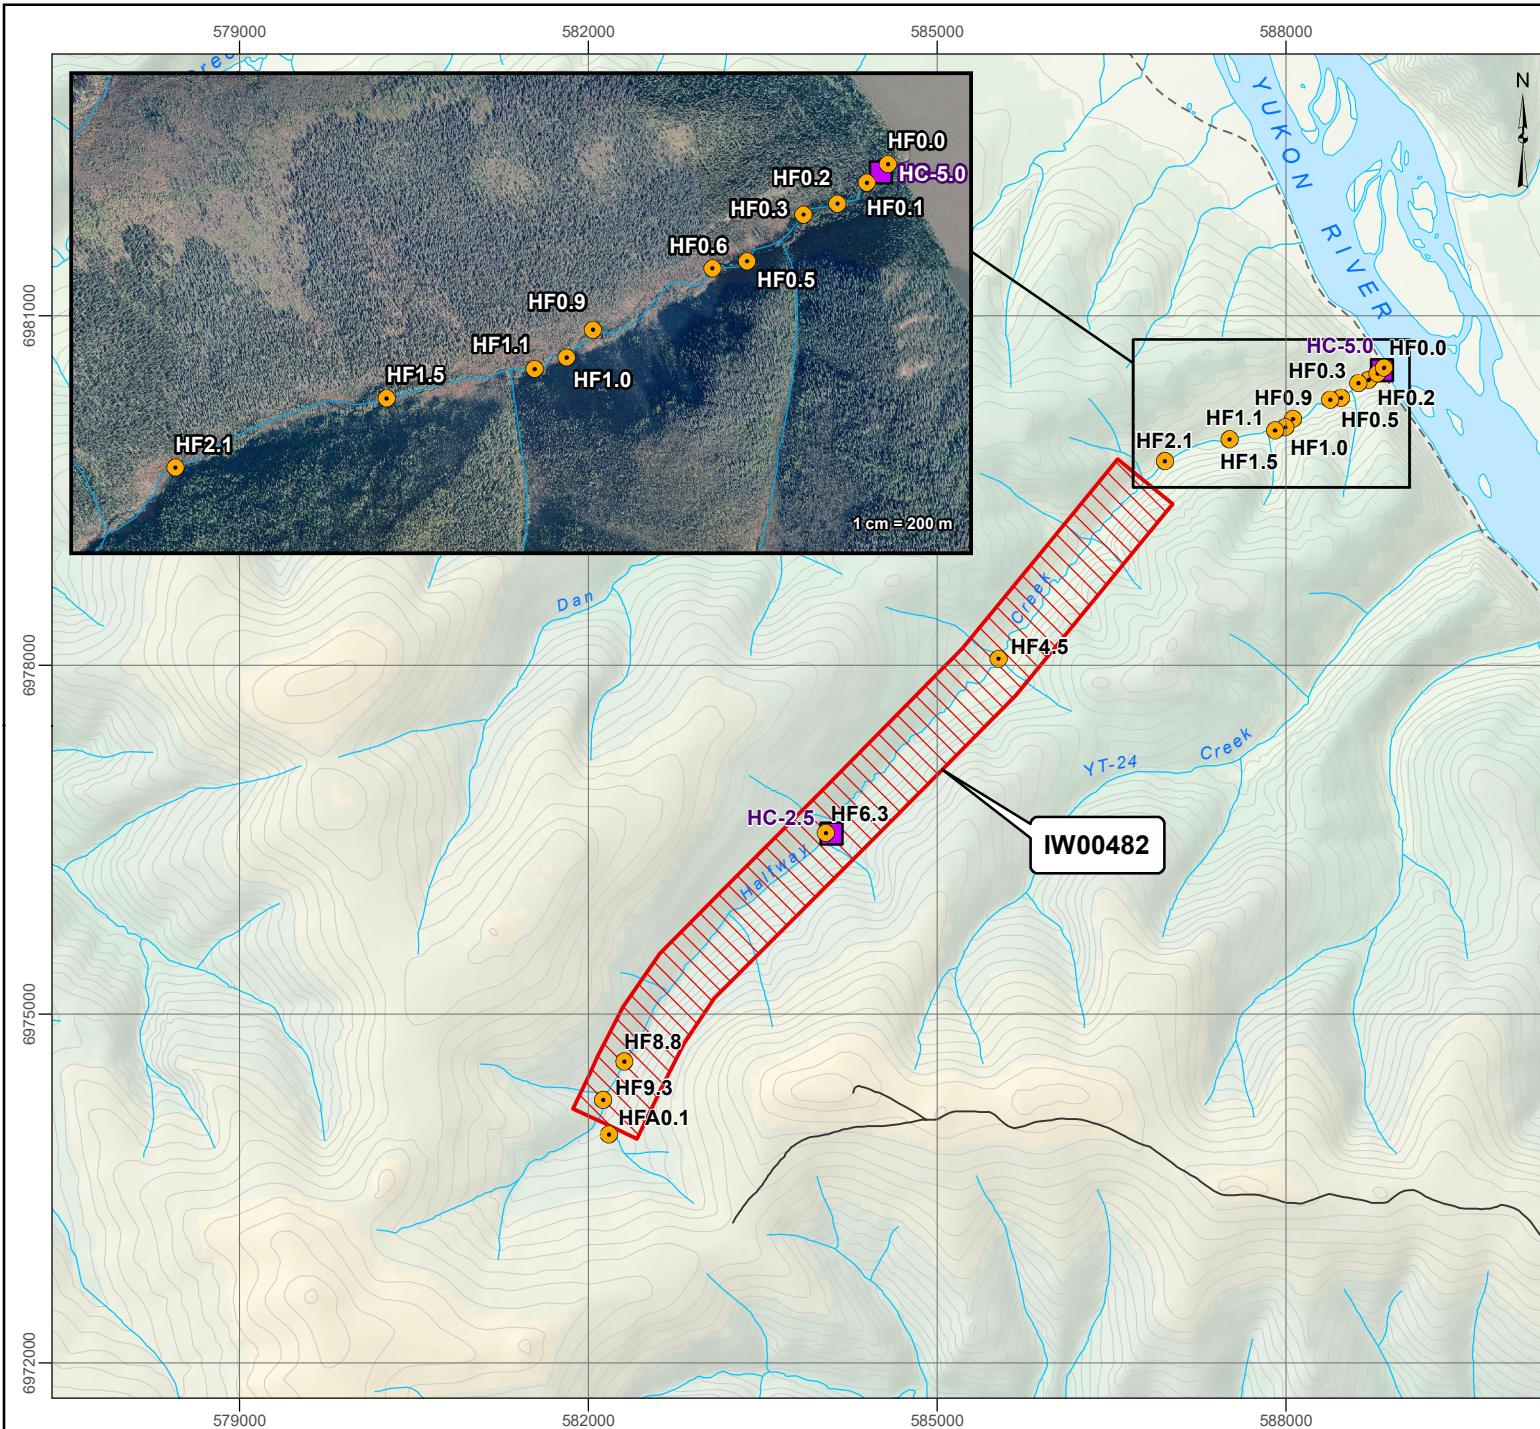 579000
582000
585000
588000
Creek
N
YUKON RIVER
HF0.0
HC-5.0
HF0.2
HF0.1
HF0.3
HF0.6
HF0.5
HF0.9
HF1.1
HF1.0
HF1.5
HF2.1
1 cm = 200 m
6981000
HC-5.0
HF0.0
HF0.3
HF0.2
HF0.9
HF0.5
HF1.1
HF1.0
HF2.1
HF1.5
Dan
Creek
HF4.5
6978000
YT-24 Creek
HC-2.5
HF6.3
IW00482
Halfway
6975000
HF8.8
HF9.3
HFA0.1
6972000
579000
582000
585000
588000